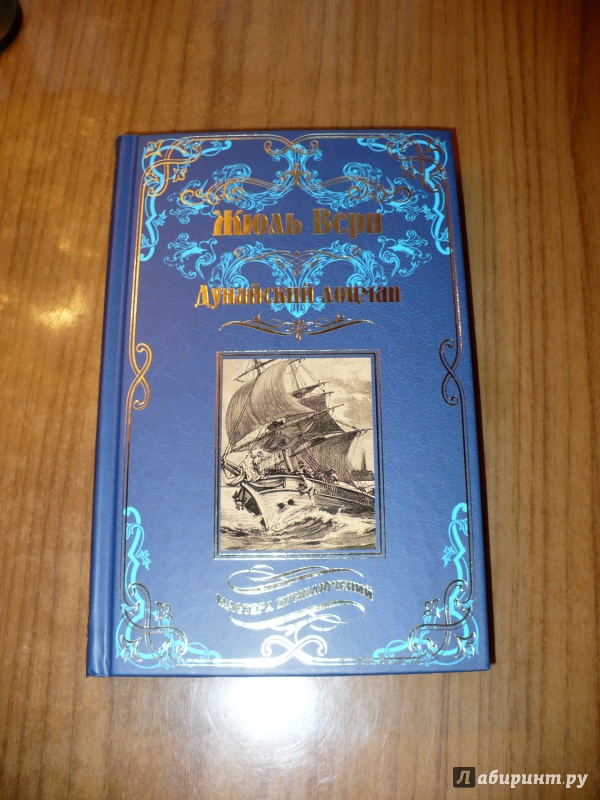 Жюль Верн
Дунайский лоцман
МАСТЕРА ПРИКЛЮЧЕНИЙ
Лабиринт.ру